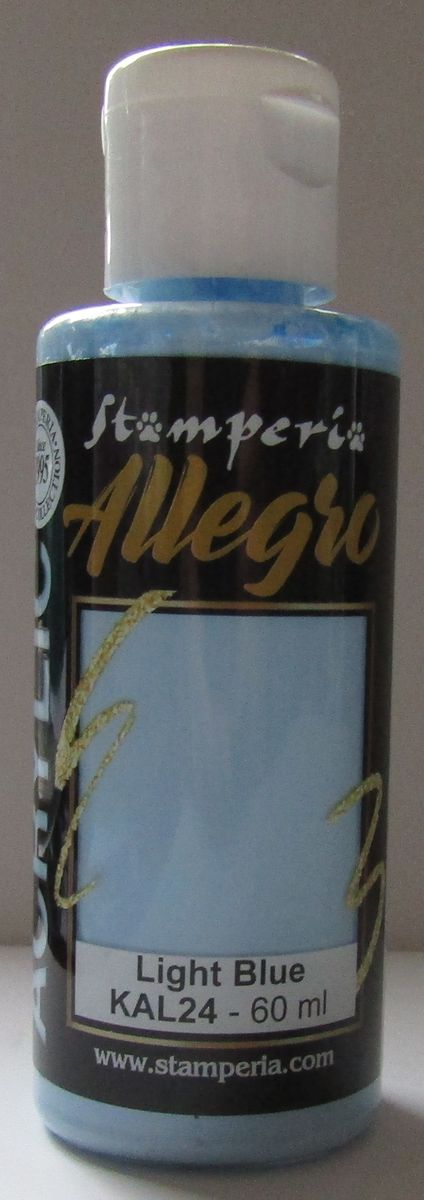 Stamperia
Allegro
ACRYLIC
Light Blue
KAL24 - 60 ml
www.stamperia.com